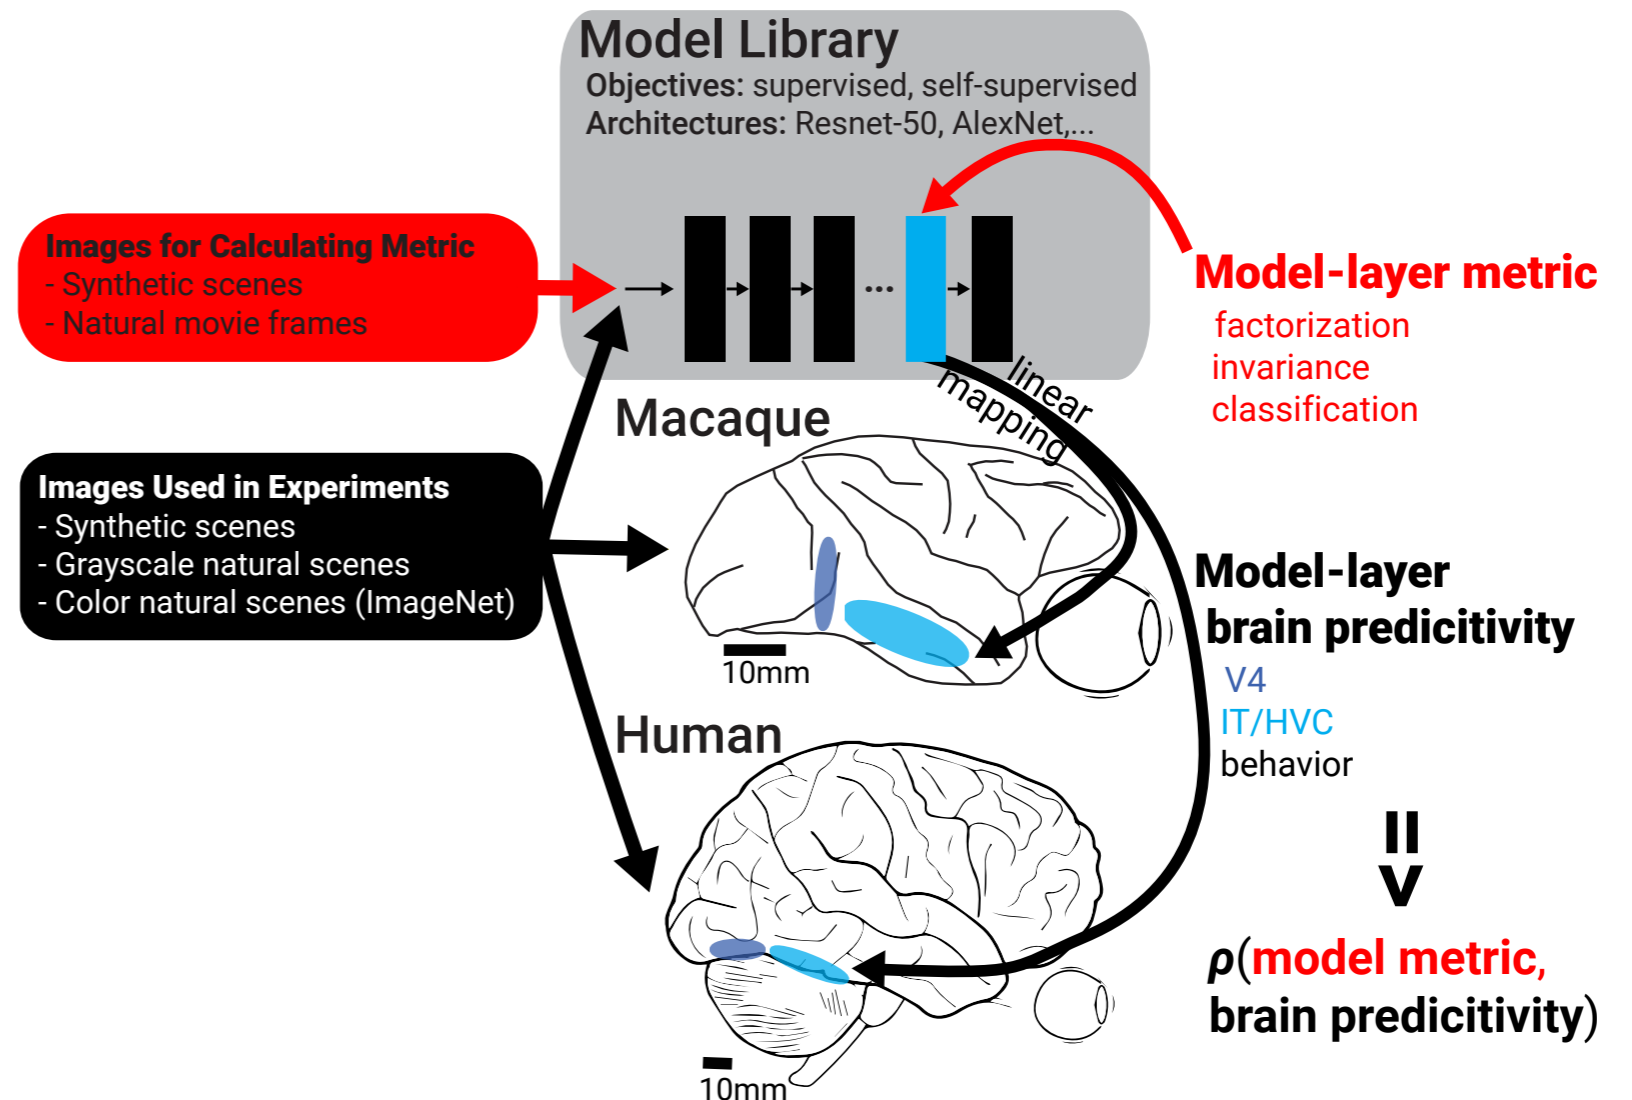 Model Library
Objectives: supervised, self-supervised
Architectures: Resnet-50, AlexNet,...
Images for Calculating Metric
- Synthetic scenes
- Natural movie frames
Model-layer metric
factorization
invariance
classification
linear
mapping
Macaque
Images Used in Experiments
- Synthetic scenes
- Grayscale natural scenes
- Color natural scenes (ImageNet)
10mm
Model-layer
brain predicitivity
V4
IT/HVC
behavior
Human
10mm
ρ(model metric,
brain predicitivity)